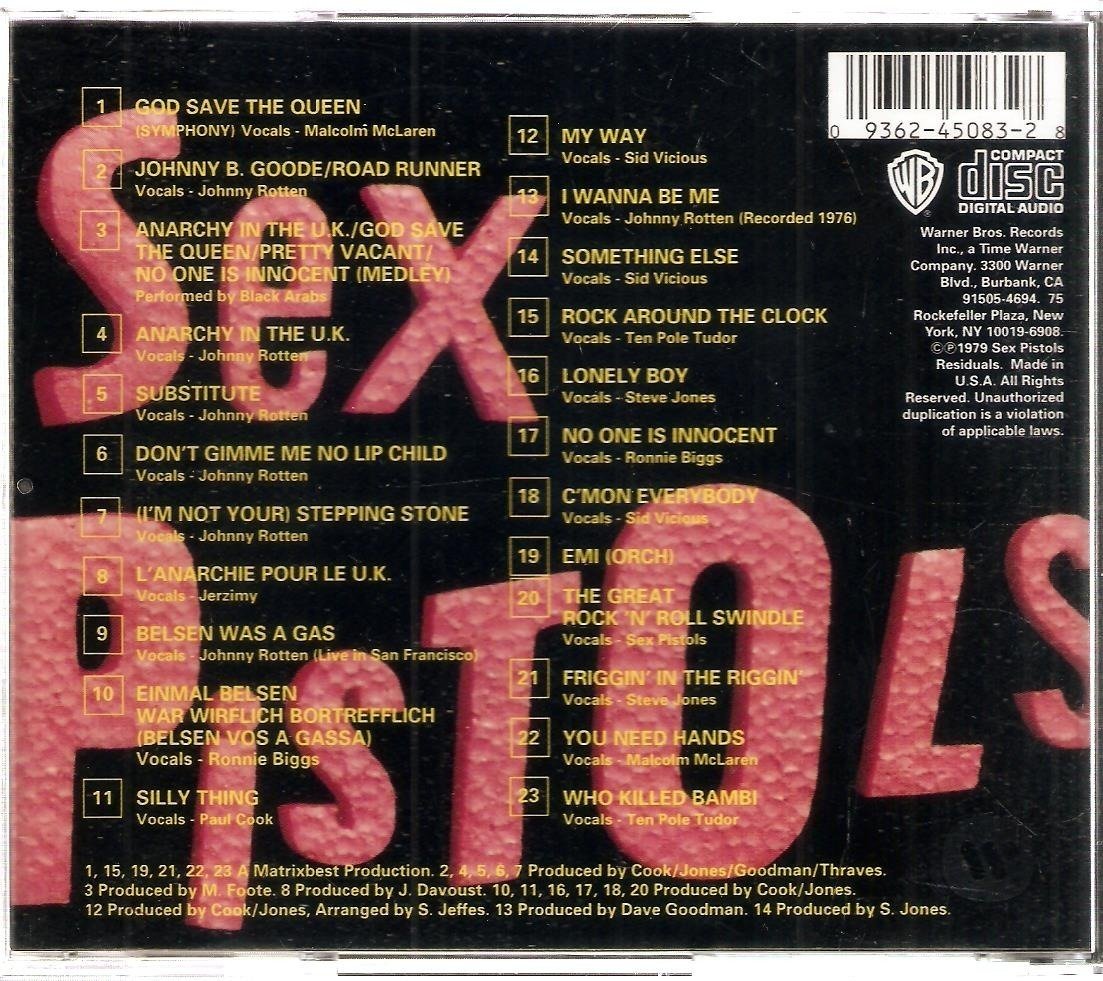 1 GOD SAVE THE QUEEN
(SYMPHONY) Vocals - Malcolm McLaren
2 JOHNNY B. GOODE/ROAD RUNNER
Vocals - Johnny Rotten
3 ANARCHY IN THE U.K./GOD SAVE
THE QUEEN/PRETTY VACANT/
NO ONE IS INNOCENT (MEDLEY)
Performed by Black Arabs
4 ANARCHY IN THE U.K.
Vocals - Johnny Rotten
5 SUBSTITUTE
Vocals - Johnny Rotten
6 DON'T GIMME ME NO LIP CHILD
Vocals - Johnny Rotten
7 (I'M NOT YOUR) STEPPING STONE
Vocals - Johnny Rotten
8 L'ANARCHIE POUR LE U.K.
Vocals - Jerzimy
9 BELSEN WAS A GAS
Vocals - Johnny Rotten (Live in San Francisco)
10 EINMAL BELSEN
WAR WIRFLICH BORTREFFLICH
(BELSEN VOS A GASSA)
Vocals - Ronnie Biggs
11 SILLY THING
Vocals - Paul Cook
12 MY WAY
Vocals - Sid Vicious
13 I WANNA BE ME
Vocals - Johnny Rotten (Recorded 1976)
14 SOMETHING ELSE
Vocals - Sid Vicious
15 ROCK AROUND THE CLOCK
Vocals - Ten Pole Tudor
16 LONELY BOY
Vocals - Steve Jones
17 NO ONE IS INNOCENT
Vocals - Ronnie Biggs
18 C'MON EVERYBODY
Vocals - Sid Vicious
19 EMI (ORCH)
20 THE GREAT
ROCK 'N' ROLL SWINDLE
Vocals - Sex Pistols
21 FRIGGIN' IN THE RIGGIN'
Vocals - Steve Jones
22 YOU NEED HANDS
Vocals - Malcolm McLaren
23 WHO KILLED BAMBI
Vocals - Ten Pole Tudor
0 9362-45083-2 8
WB
®
COMPACT
disc
DIGITAL AUDIO
Warner Bros. Records
Inc., a Time Warner
Company. 3300 Warner
Blvd., Burbank, CA
91505-4694. 75
Rockefeller Plaza, New
York, NY 10019-6908.
©℗1979 Sex Pistols
Residuals. Made in
U.S.A. All Rights
Reserved. Unauthorized
duplication is a violation
of applicable laws.
SeX
PISTOLS
1, 15, 19, 21, 22, 23 A Matrixbest Production. 2, 4, 5, 6, 7 Produced by Cook/Jones/Goodman/Thraves.
3 Produced by M. Foote. 8 Produced by J. Davoust. 10, 11, 16, 17, 18, 20 Produced by Cook/Jones.
12 Produced by Cook/Jones, Arranged by S. Jeffes. 13 Produced by Dave Goodman. 14 Produced by S. Jones.